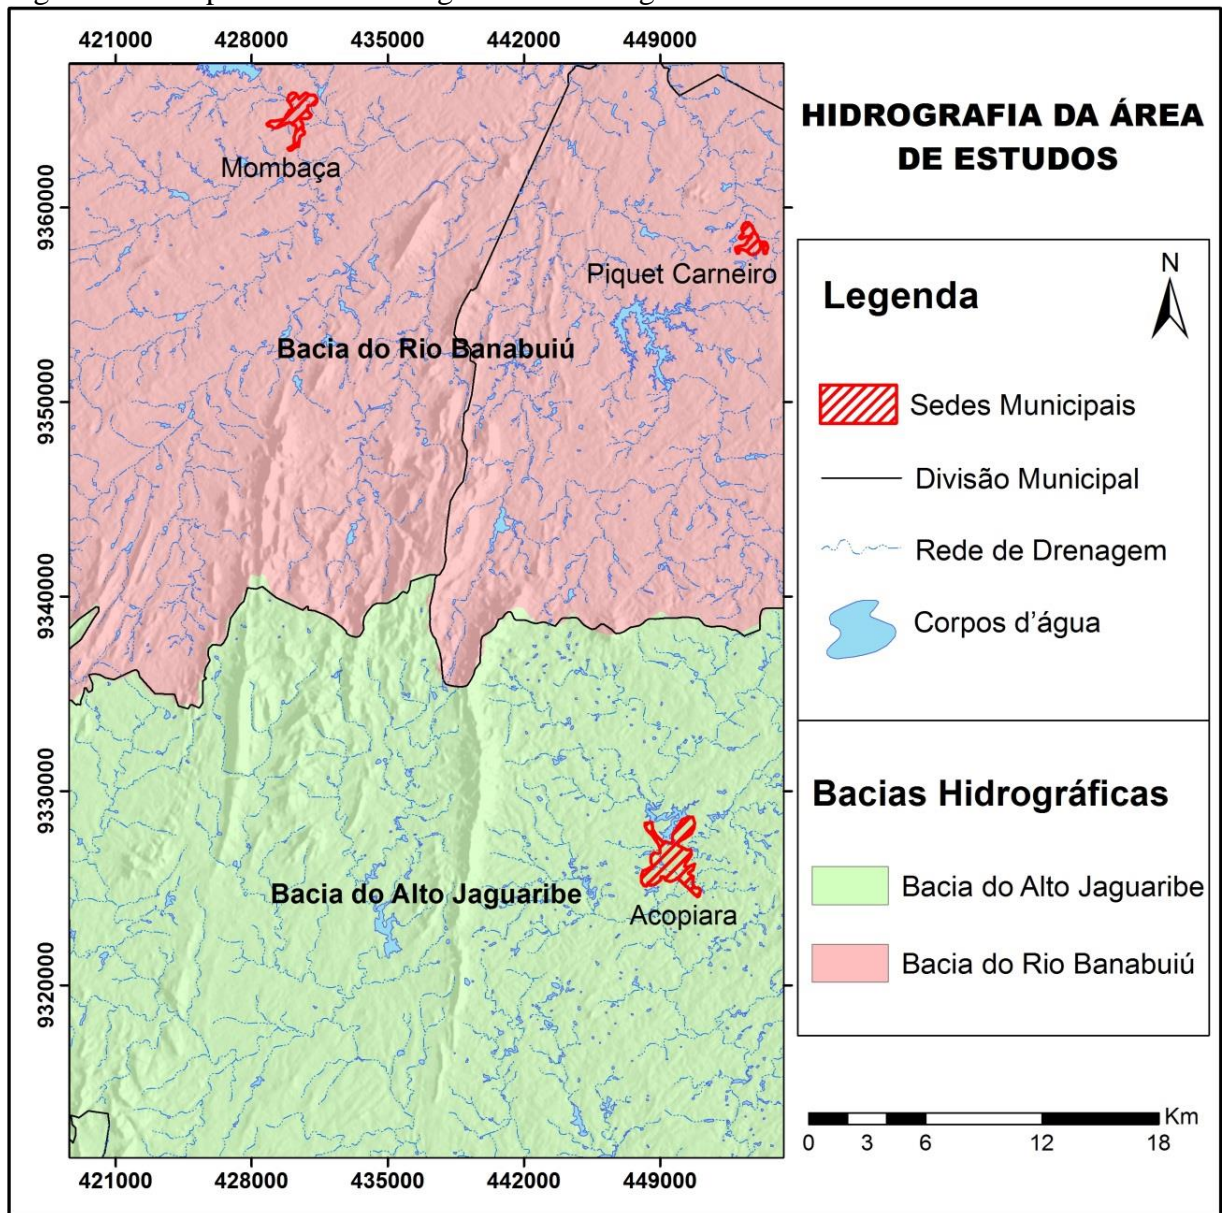 421000 428000 435000 442000 449000
HIDROGRAFIA DA ÁREA
DE ESTUDOS
Mombaça
9360000
Piquet Carneiro
N
Legenda
Bacia do Rio Banabuiú
9350000
Sedes Municipais
Divisão Municipal
Rede de Drenagem
9340000
Corpos d'água
9330000
Bacias Hidrográficas
Bacia do Alto Jaguaribe
Bacia do Alto Jaguaribe
Acopiara
Bacia do Rio Banabuiú
9320000
Km
0 3 6 12 18
421000 428000 435000 442000 449000